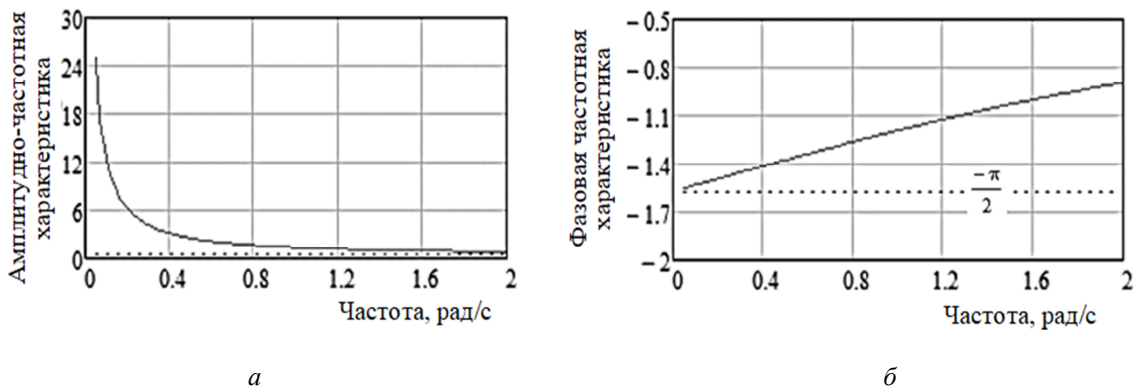 Амплитудно-частотная
характеристика
30
24
18
12
6
0
0
0.4
0.8
1.2
1.6
2
Частота, рад/с
а
Фазовая частотная
характеристика
− 0.5
− 0.8
− 1.1
− 1.4
− 1.7
− 2
−π
2
0
0.4
0.8
1.2
1.6
2
Частота, рад/с
б